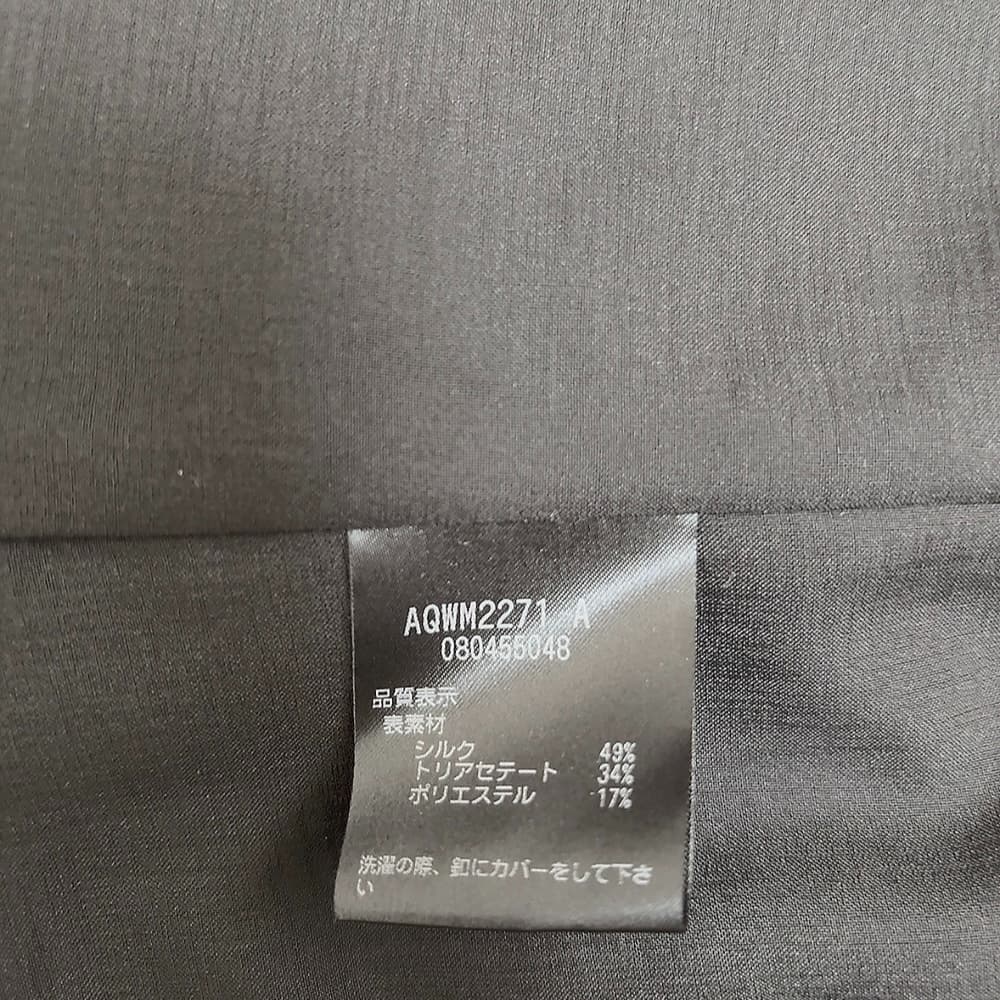 AQWM2271 A
080455048
品質表示
表素材
シルク 49%
トリアセテート 34%
ポリエステル 17%
洗濯の際、釦にカバーをして下さ
い